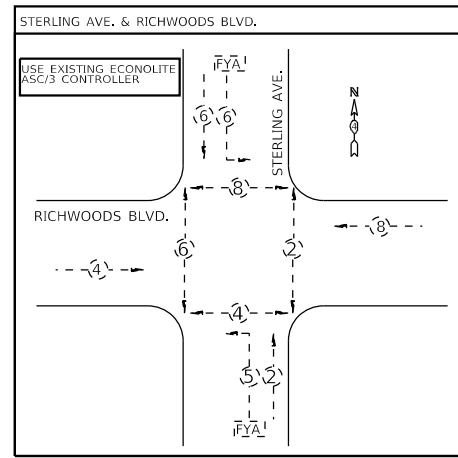 STERLING AVE. & RICHWOODS BLVD.
USE EXISTING ECONOLITE
ASC/3 CONTROLLER
FYA
6 6
STERLING AVE.
N
4
8
RICHWOODS BLVD.
8
6
2
4
4
5 2
FYA